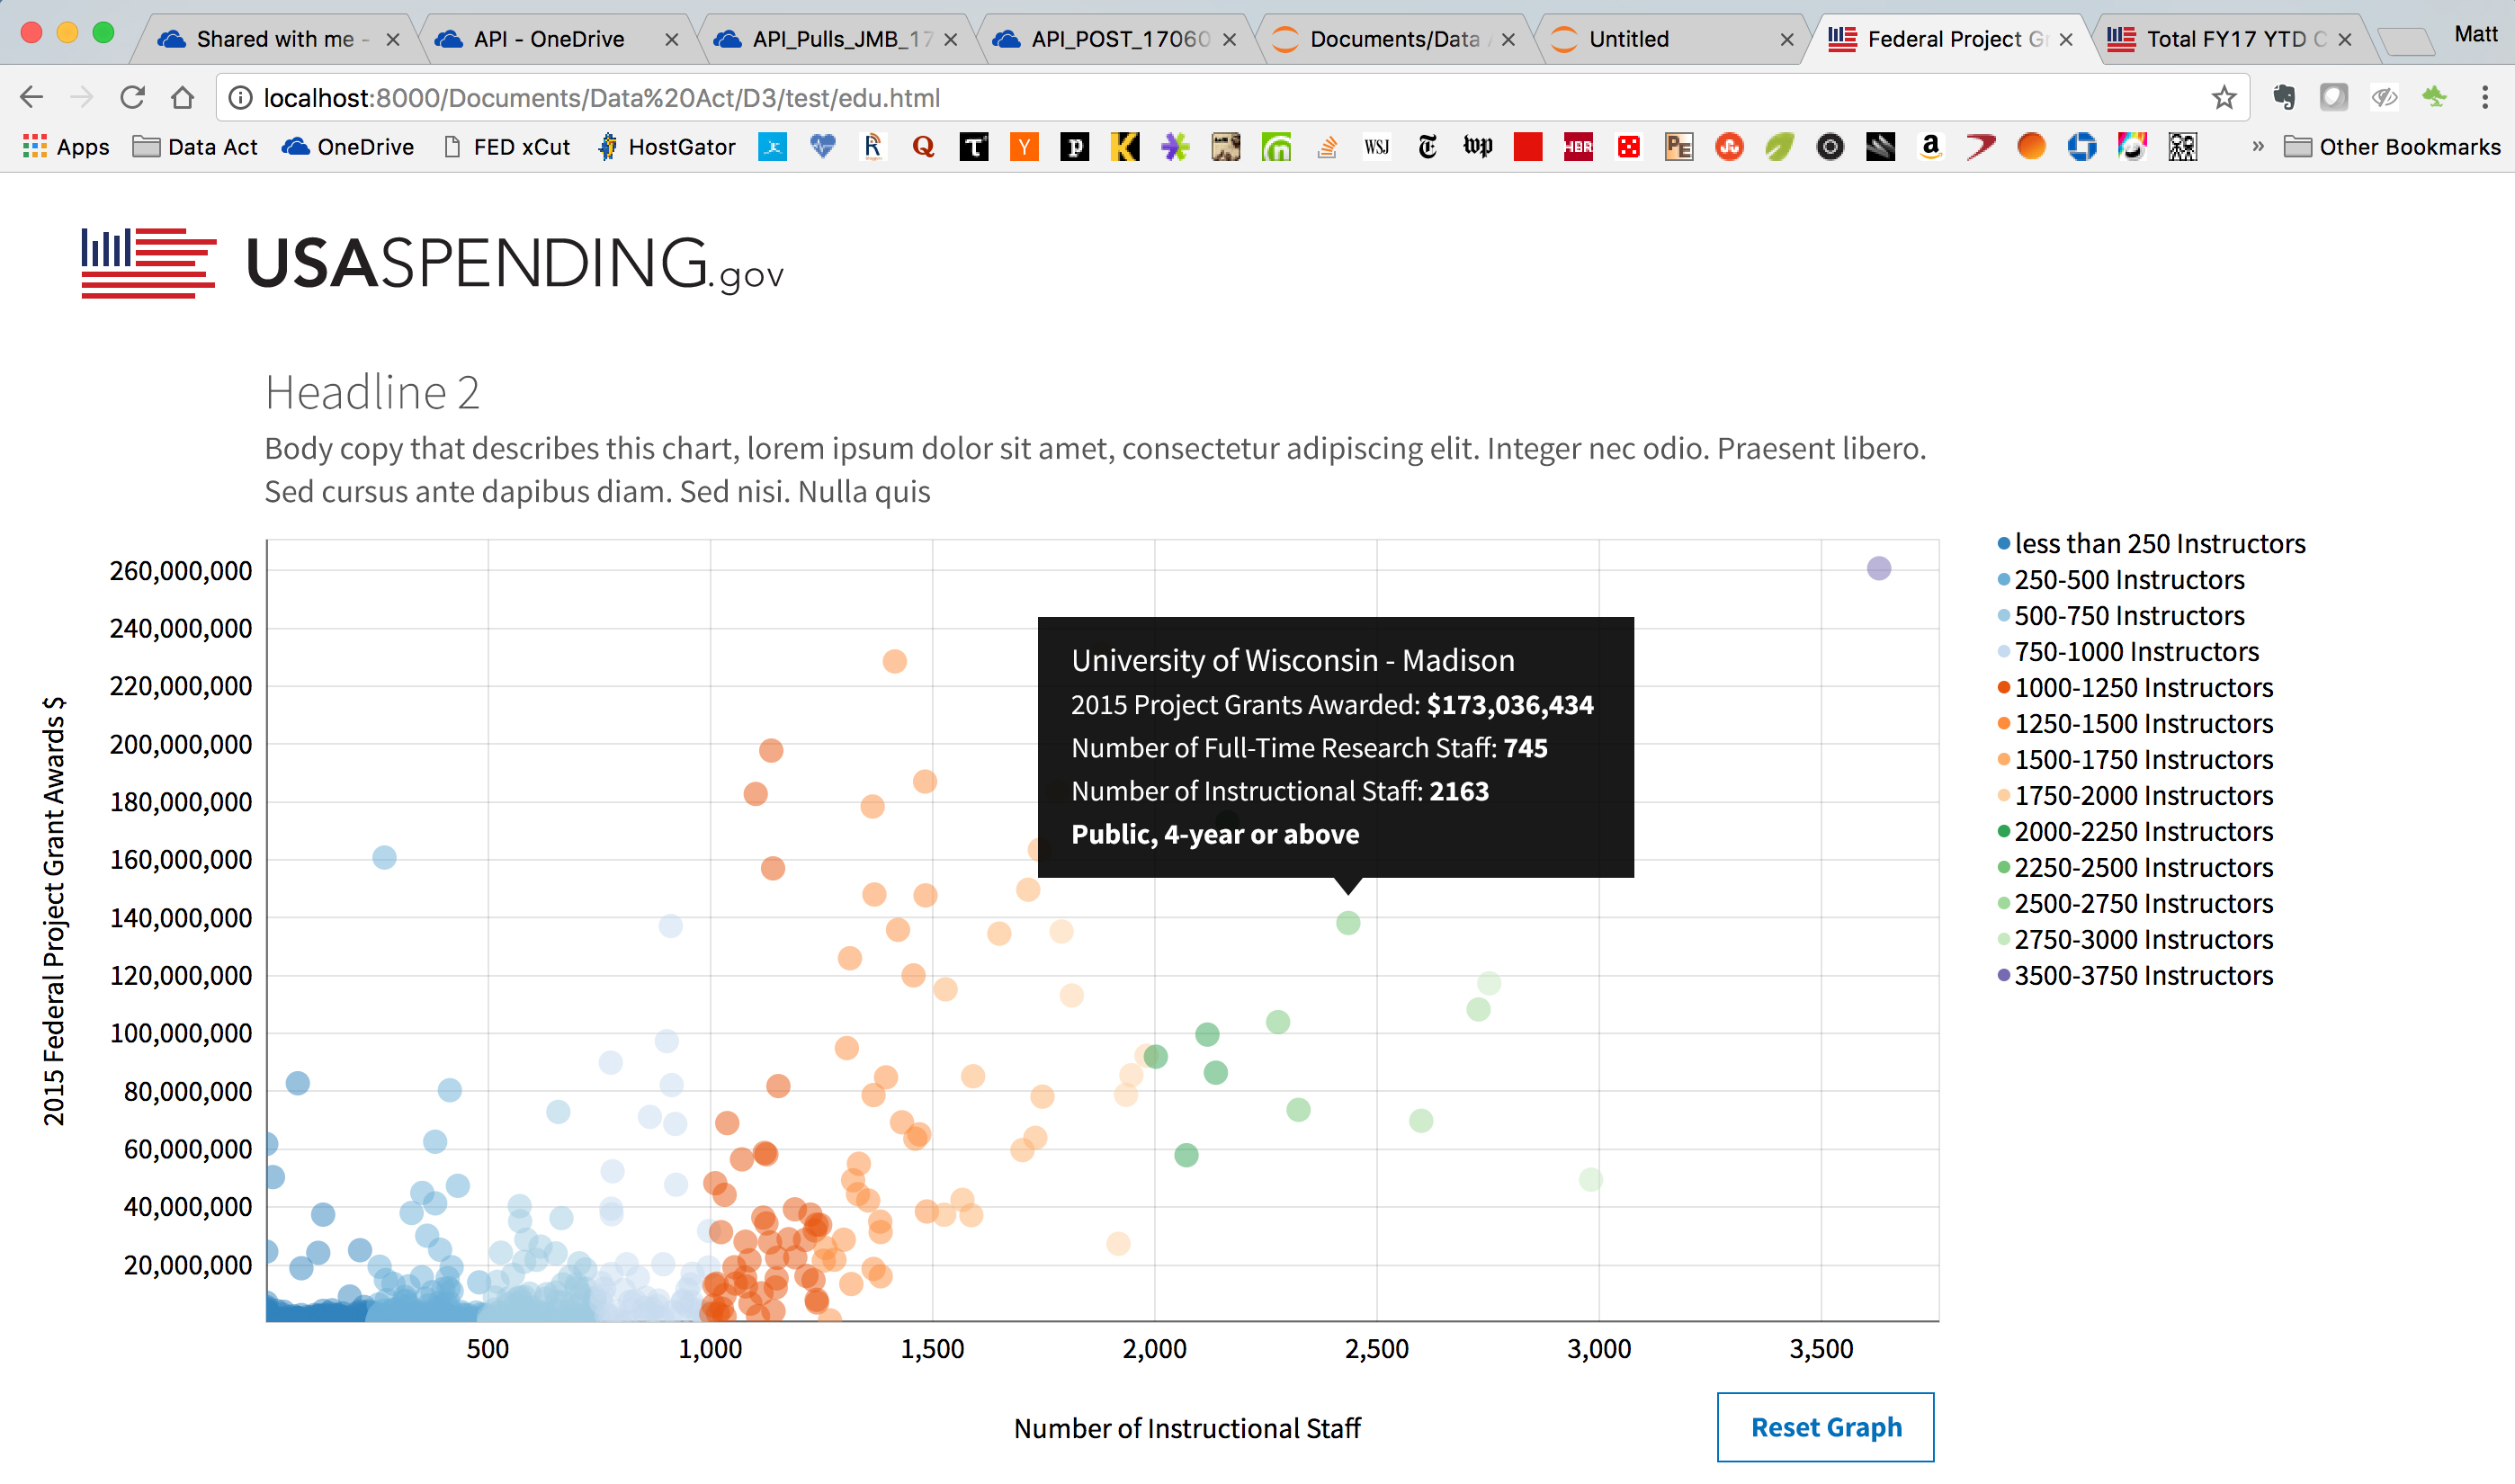 Shared with me -
API - OneDrive
API_Pulls_JMB_17
API_POST_17060
Documents/Data
Untitled
Federal Project Gr
Total FY17 YTD C
Matt
localhost:8000/Documents/Data%20Act/D3/test/edu.html
Apps
Data Act
OneDrive
FED xCut
HostGator
WSJ
wp
HBR
PE
» Other Bookmarks
USASPENDING.gov
Headline 2
Body copy that describes this chart, lorem ipsum dolor sit amet, consectetur adipiscing elit. Integer nec odio. Praesent libero.
Sed cursus ante dapibus diam. Sed nisi. Nulla quis
2015 Federal Project Grant Awards $
260,000,000
240,000,000
220,000,000
200,000,000
180,000,000
160,000,000
140,000,000
120,000,000
100,000,000
80,000,000
60,000,000
40,000,000
20,000,000
University of Wisconsin - Madison
2015 Project Grants Awarded: $173,036,434
Number of Full-Time Research Staff: 745
Number of Instructional Staff: 2163
Public, 4-year or above
less than 250 Instructors
250-500 Instructors
500-750 Instructors
750-1000 Instructors
1000-1250 Instructors
1250-1500 Instructors
1500-1750 Instructors
1750-2000 Instructors
2000-2250 Instructors
2250-2500 Instructors
2500-2750 Instructors
2750-3000 Instructors
3500-3750 Instructors
500 1,000 1,500 2,000 2,500 3,000 3,500
Number of Instructional Staff
Reset Graph